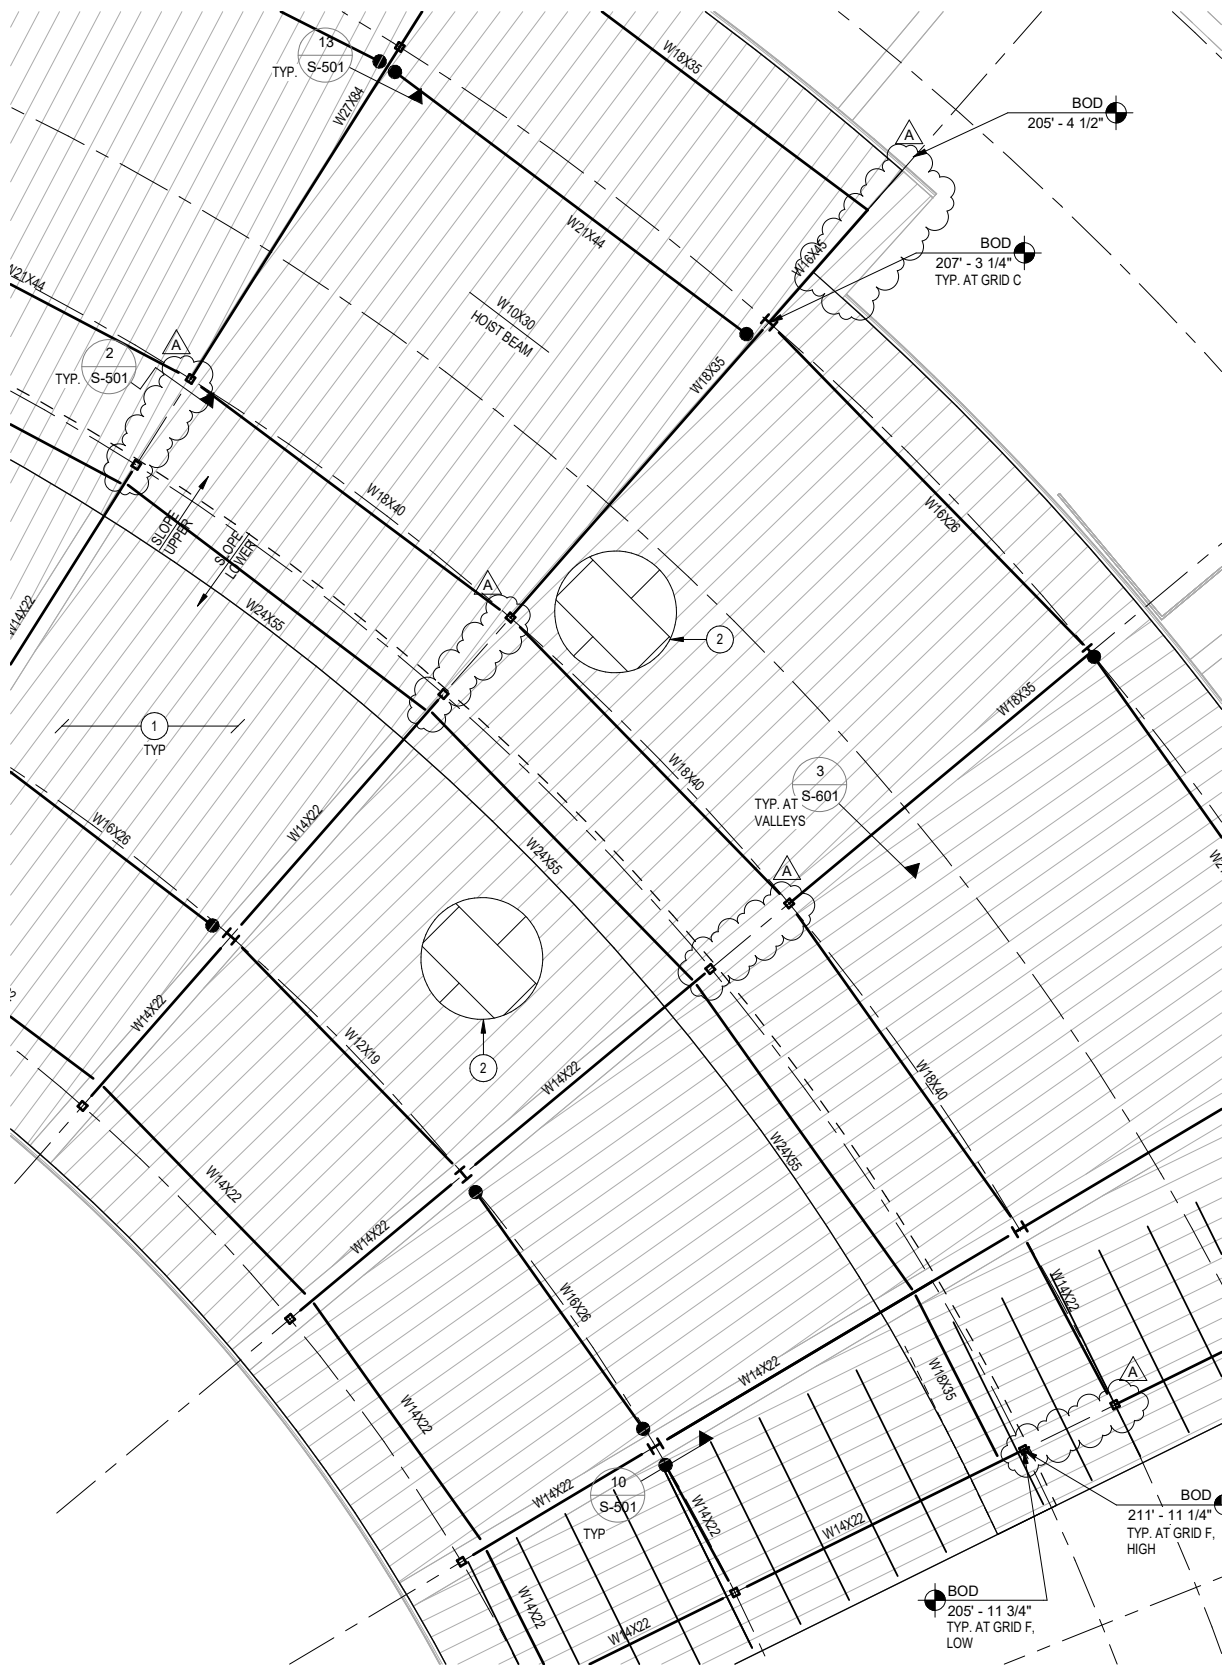 13
S-501
TYP.
W27X84
W18X35
A
BOD
205' - 4 1/2"
W21X44
W16X45
BOD
207' - 3 1/4"
TYP. AT GRID C
W21X44
W10X30
HOIST BEAM
A
2
S-501
TYP.
W18X35
W18X40
W16X26
SLOPE
UPPER
SLOPE
LOWER
A
W14X22
W24X55
2
W18X35
1
TYP
W18X40
3
S-601
TYP. AT
VALLEYS
W14X22
W16X26
W24X55
A
W14X22
W12X19
W14X22
2
W18X40
W24X55
W14X22
W14X22
W16X26
W14X22
W14X22
W18X35
A
W14X22
W14X22
10
S-501
TYP
W14X22
W14X22
BOD
211' - 11 1/4"
TYP. AT GRID F,
HIGH
BOD
205' - 11 3/4"
TYP. AT GRID F,
LOW
W14X22
W14X22